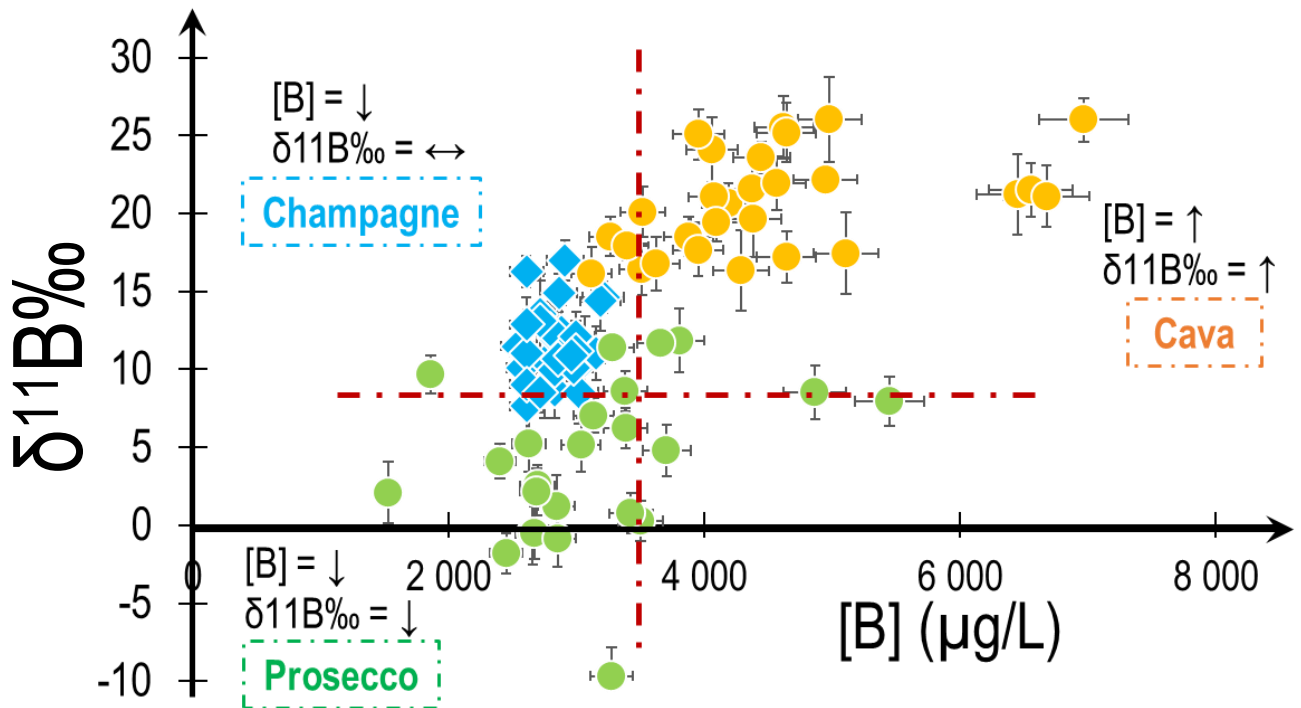 30
[B] = ↓
δ11B‰ = ↔
Champagne
25
20
15
10
5
0
-5
-10
δ11B‰
[B] = ↑
δ11B‰ = ↑
Cava
0
2 000
4 000
6 000
8 000
[B] (µg/L)
[B] = ↓
δ11B‰ = ↓
Prosecco